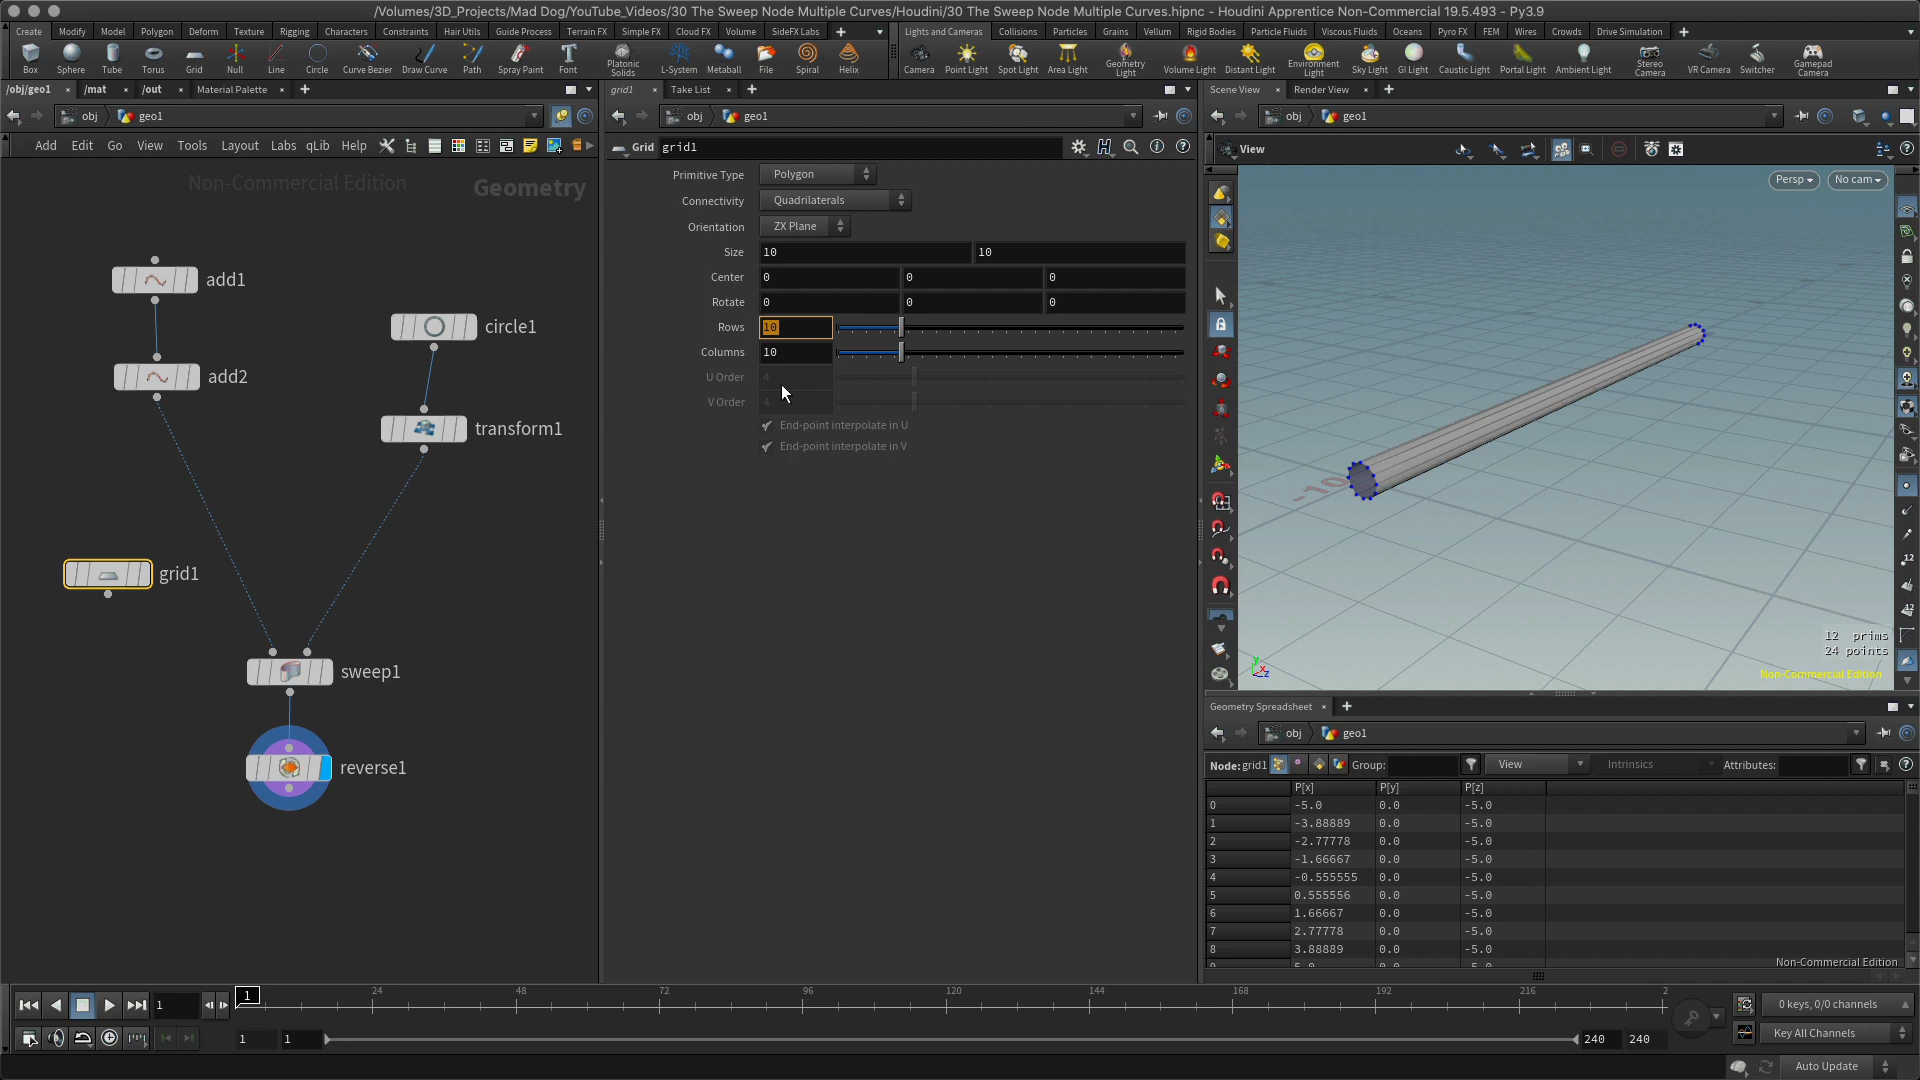 /Volumes/3D_Projects/Mad Dog/YouTube_Videos/30 The Sweep Node Multiple Curves/Houdini/30 The Sweep Node Multiple Curves.hipnc - Houdini Apprentice Non-Commercial 19.5.493 - Py3.9
Create Modify Model Polygon Deform Texture Rigging Characters Constraints Hair Utils Guide Process Terrain FX Simple FX Cloud FX Volume SideFX Labs
Lights and Cameras Collisions Particles Grains Vellum Rigid Bodies Particle Fluids Viscous Fluids Oceans Pyro FX FEM Wires Crowds Drive Simulation
Box Sphere Tube Torus Grid Null Line Circle Curve Bezier Draw Curve Path Spray Paint Font Platonic Solids L-System Metaball File Spiral Helix
Camera Point Light Spot Light Area Light Geometry Light Volume Light Distant Light Environment Light Sky Light GI Light Caustic Light Portal Light Ambient Light Stereo Camera VR Camera Switcher Gamepad Camera
/obj/geo1 /mat /out Material Palette
grid1 Take List
Scene View Render View
obj geo1
obj geo1
obj geo1
Add Edit Go View Tools Layout Labs qLib Help
Grid grid1
View
Non-Commercial Edition
Geometry
Persp No cam
Primitive Type Polygon
Connectivity Quadrilaterals
Orientation ZX Plane
Size 10 10
Center 0 0 0
Rotate 0 0 0
Rows 10
Columns 10
U Order 4
V Order 4
End-point interpolate in U
End-point interpolate in V
add1
circle1
add2
transform1
grid1
sweep1
reverse1
-10
12
12
12 prims
24 points
Non-Commercial Edition
y x z
Geometry Spreadsheet
obj geo1
Node: grid1 Group: View Intrinsics Attributes:
P[x] P[y] P[z]
0 -5.0 0.0 -5.0
1 -3.88889 0.0 -5.0
2 -2.77778 0.0 -5.0
3 -1.66667 0.0 -5.0
4 -0.555555 0.0 -5.0
5 0.555556 0.0 -5.0
6 1.66667 0.0 -5.0
7 2.77778 0.0 -5.0
8 3.88889 0.0 -5.0
Non-Commercial Edition
1 1 24 48 72 96 120 144 168 192 216 2
0 keys, 0/0 channels
1 1 240 240
Key All Channels
Auto Update